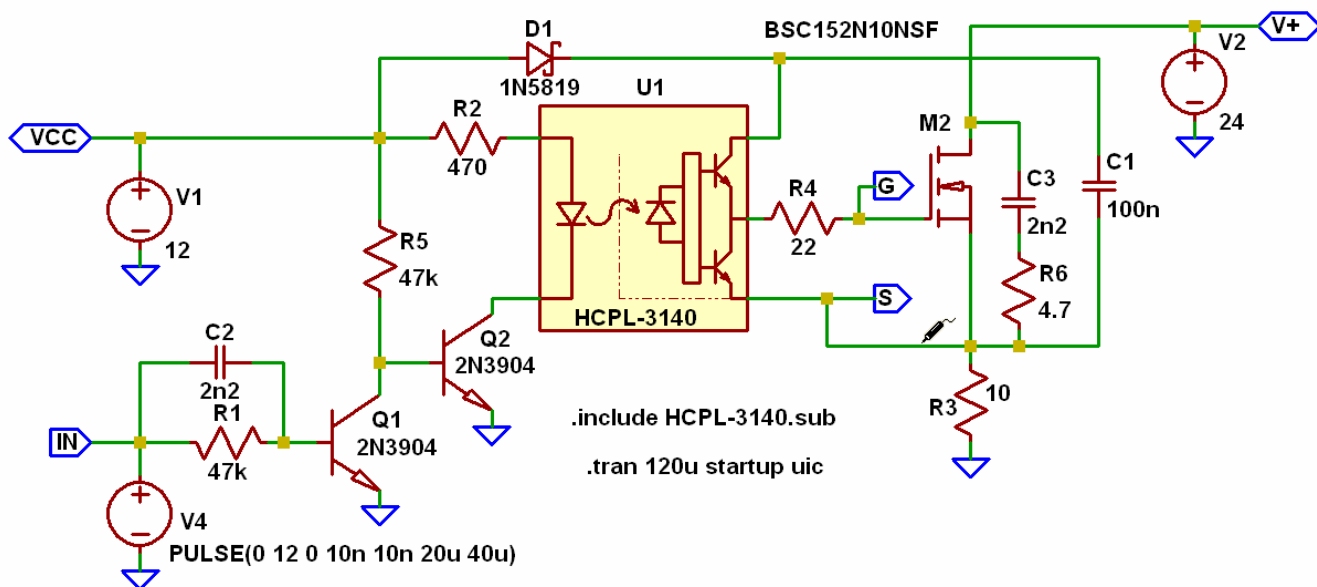 D1
BSC152N10NSF
V+
V2
1N5819
U1
R2
M2
VCC
470
24
C3
C1
R4
G
V1
2n2
100n
R5
22
12
47k
R6
S
4.7
HCPL-3140
C2
Q2
2N3904
2n2
R1
R3
10
Q1
.include HCPL-3140.sub
IN
2N3904
47k
.tran 120u startup uic
V4
PULSE(0 12 0 10n 10n 20u 40u)